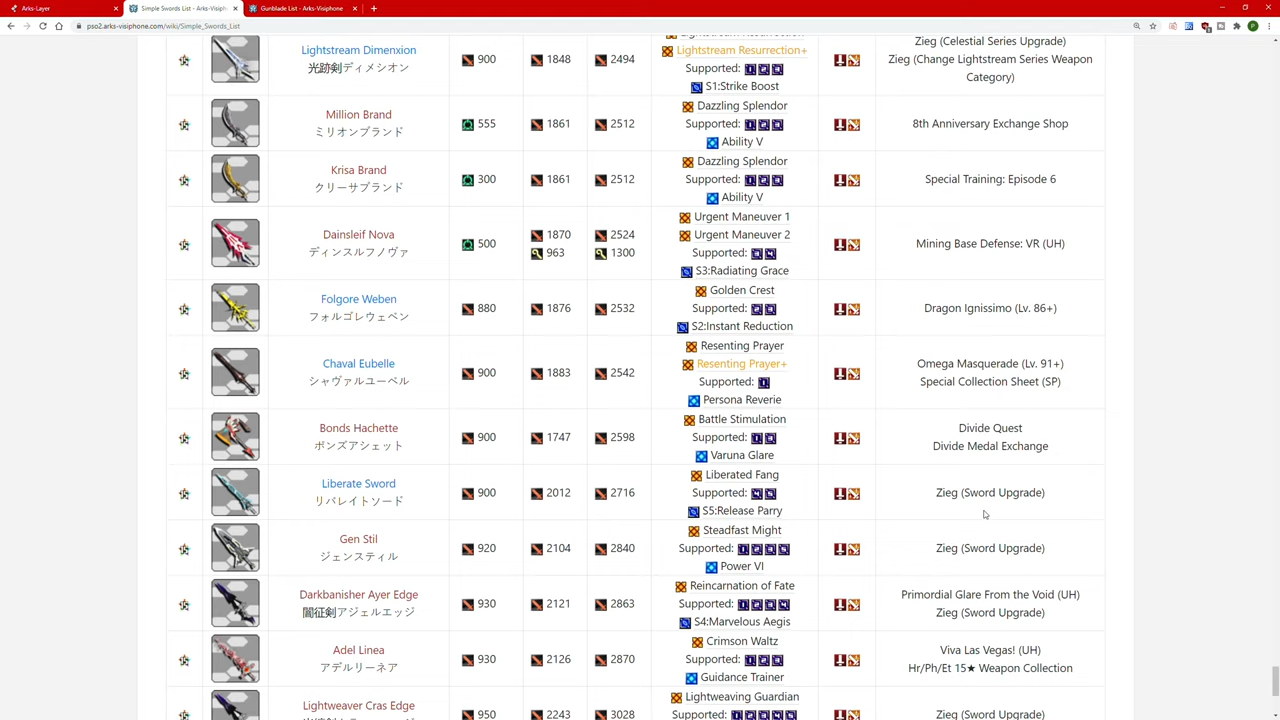 Arks-Layer
Simple Swords List - Arks-Visiph
Gunblade List - Arks-Visiphone
pso2.arks-visiphone.com/wiki/Simple_Swords_List
Lightstream Resurrection
Lightstream Dimenxion
光跡剣ディメシオン
900
1848
2494
Lightstream Resurrection+
Supported:
S1:Strike Boost
Zieg (Celestial Series Upgrade)
Zieg (Change Lightstream Series Weapon
Category)
Million Brand
ミリオンブランド
555
1861
2512
Dazzling Splendor
Supported:
Ability V
8th Anniversary Exchange Shop
Krisa Brand
クリーサブランド
300
1861
2512
Dazzling Splendor
Supported:
Ability V
Special Training: Episode 6
Dainsleif Nova
ディンスルフノヴァ
500
1870
963
2524
1300
Urgent Maneuver 1
Urgent Maneuver 2
Supported:
S3:Radiating Grace
Mining Base Defense: VR (UH)
Folgore Weben
フォルゴレウェペン
880
1876
2532
Golden Crest
Supported:
S2:Instant Reduction
Dragon Ignissimo (Lv. 86+)
Chaval Eubelle
シャヴァルユーベル
900
1883
2542
Resenting Prayer
Resenting Prayer+
Supported:
Persona Reverie
Omega Masquerade (Lv. 91+)
Special Collection Sheet (SP)
Bonds Hachette
ボンズアシェット
900
1747
2598
Battle Stimulation
Supported:
Varuna Glare
Divide Quest
Divide Medal Exchange
Liberate Sword
リバレイトソード
900
2012
2716
Liberated Fang
Supported:
S5:Release Parry
Zieg (Sword Upgrade)
Gen Stil
ジェンスティル
920
2104
2840
Steadfast Might
Supported:
Power VI
Zieg (Sword Upgrade)
Darkbanisher Ayer Edge
闇征剣アジェルエッジ
930
2121
2863
Reincarnation of Fate
Supported:
S4:Marvelous Aegis
Primordial Glare From the Void (UH)
Zieg (Sword Upgrade)
Adel Linea
アデルリーネア
930
2126
2870
Crimson Waltz
Supported:
Guidance Trainer
Viva Las Vegas! (UH)
Hr/Ph/Et 15★ Weapon Collection
Lightweaver Cras Edge
950
2243
3028
Lightweaving Guardian
Supported:
Zieg (Sword Upgrade)